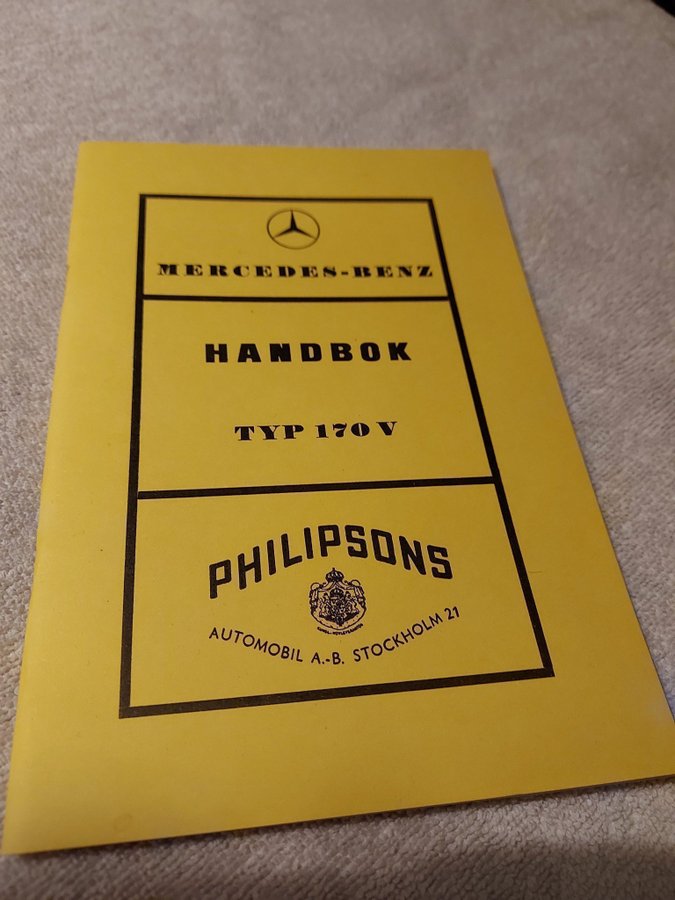 MERCEDES-BENZ
HANDBOK
TYP 170 V
PHILIPSONS
AUTOMOBIL A.-B. STOCKHOLM 21